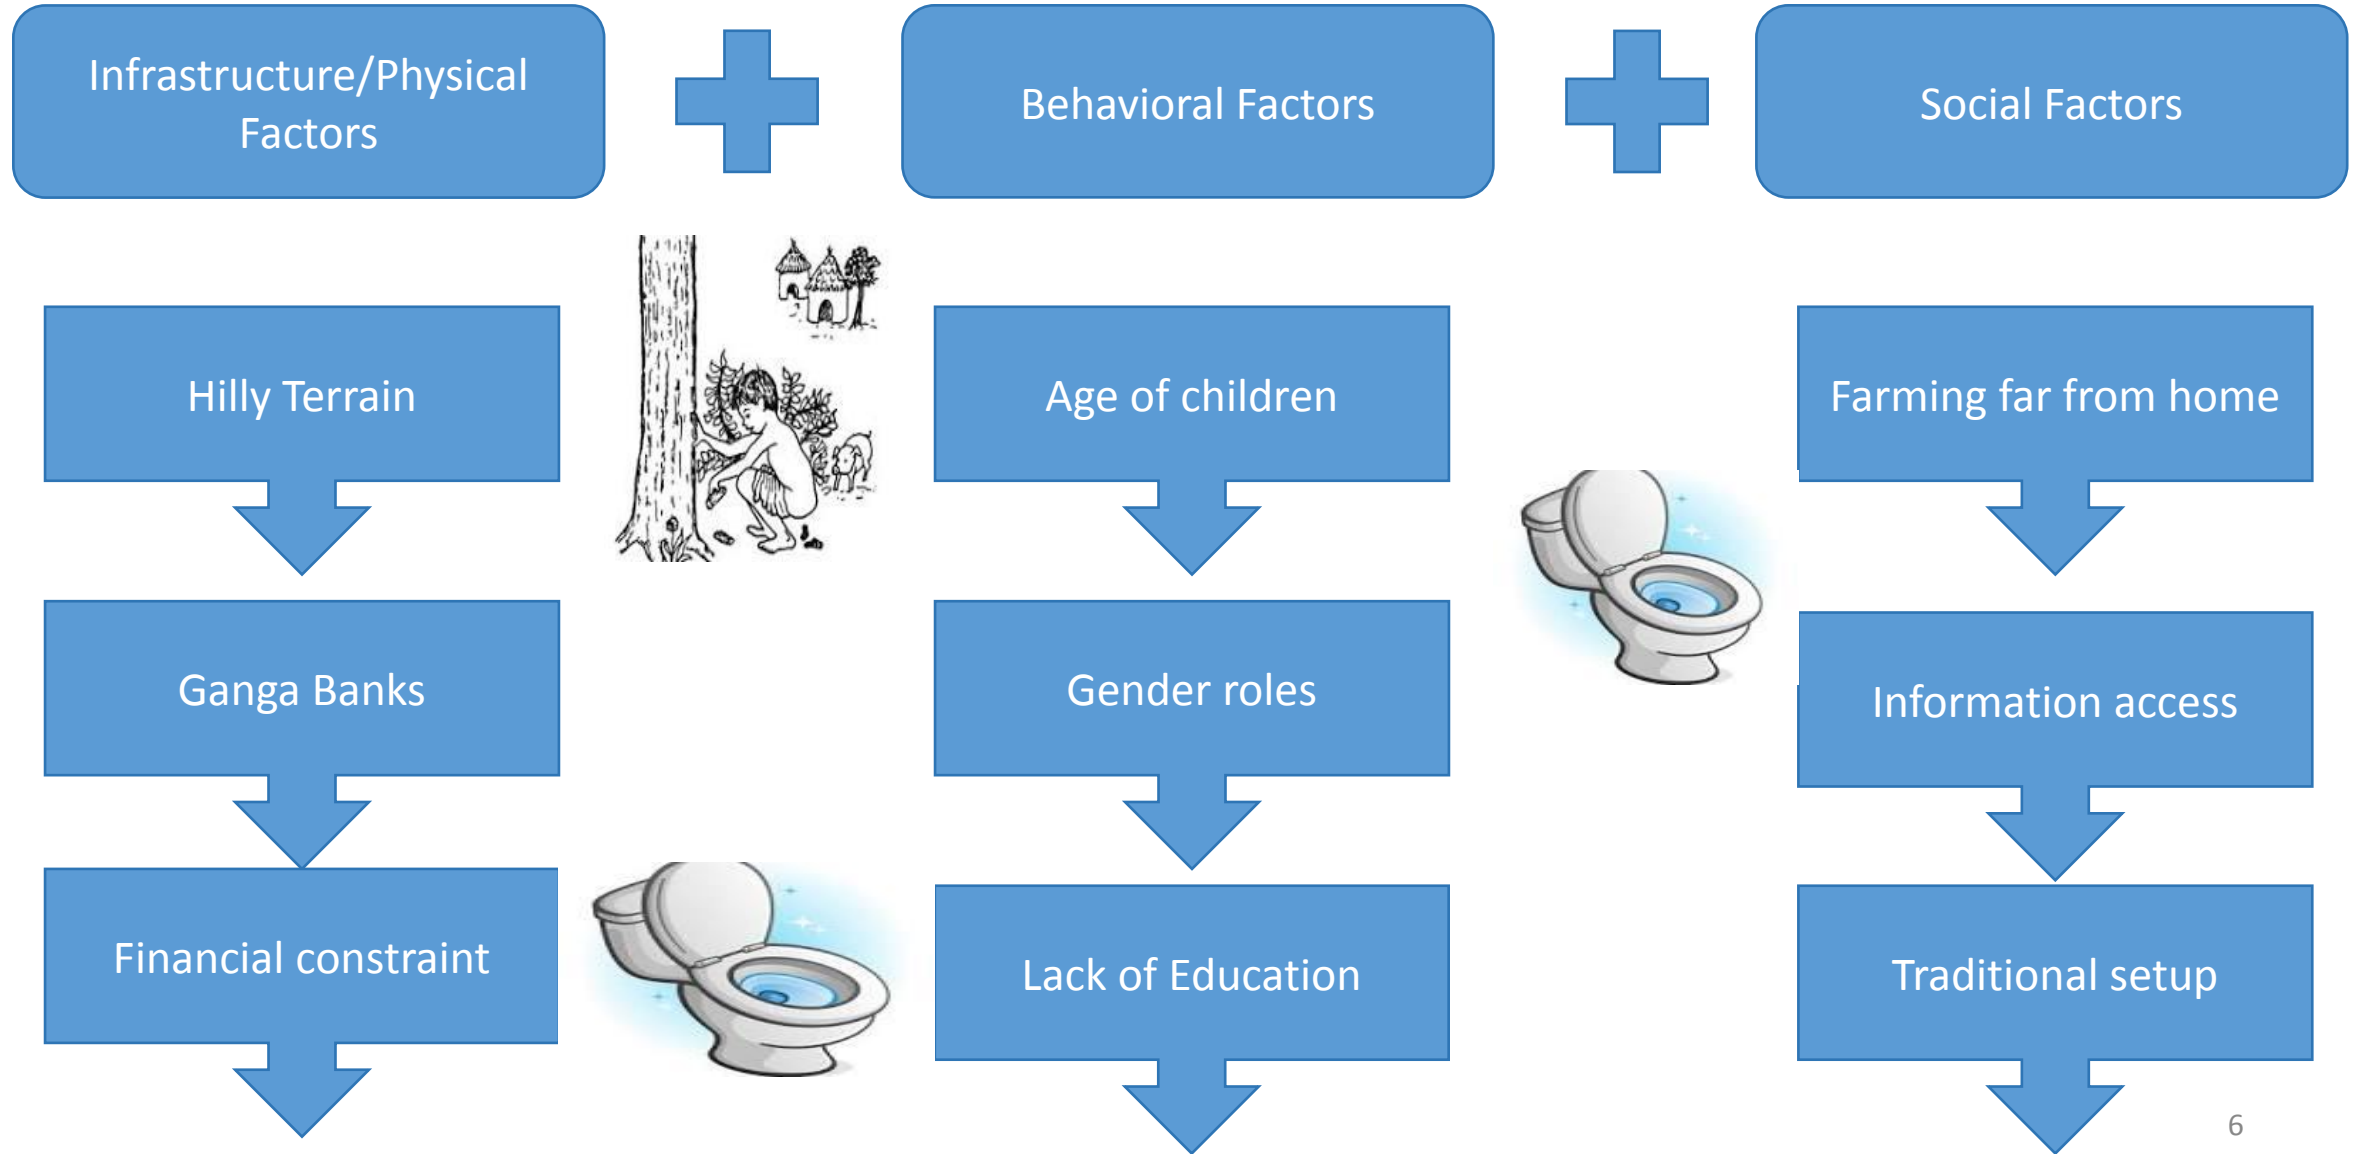 Infrastructure/Physical
Factors
Behavioral Factors
Social Factors
Hilly Terrain
Age of children
Farming far from home
Ganga Banks
Gender roles
Information access
Financial constraint
Lack of Education
Traditional setup
6